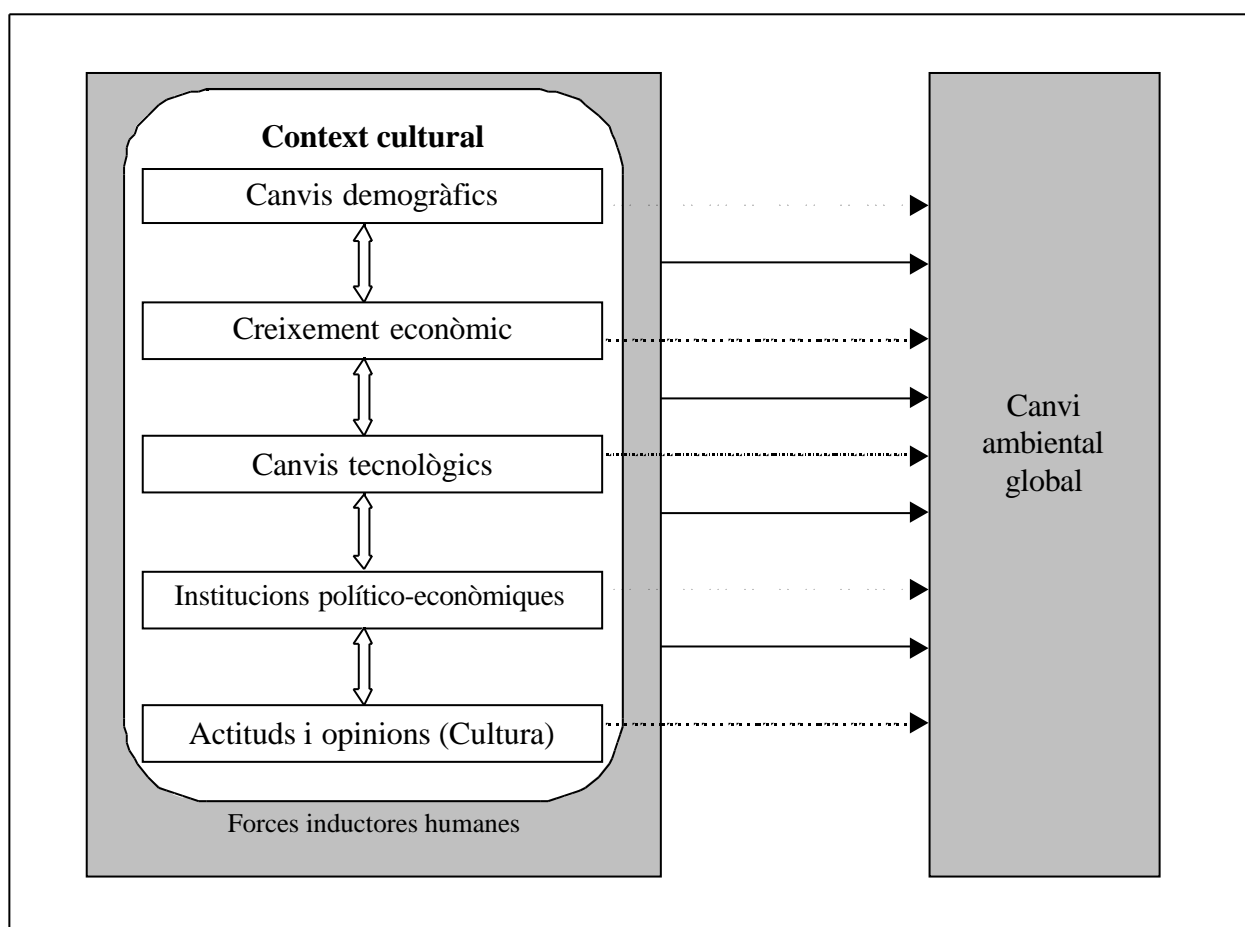 Context cultural
Canvis demogràfics
Creixement econòmic
Canvis tecnològics
Institucions político-econòmiques
Actituds i opinions (Cultura)
Forces inductores humanes
Canvi
ambiental
global